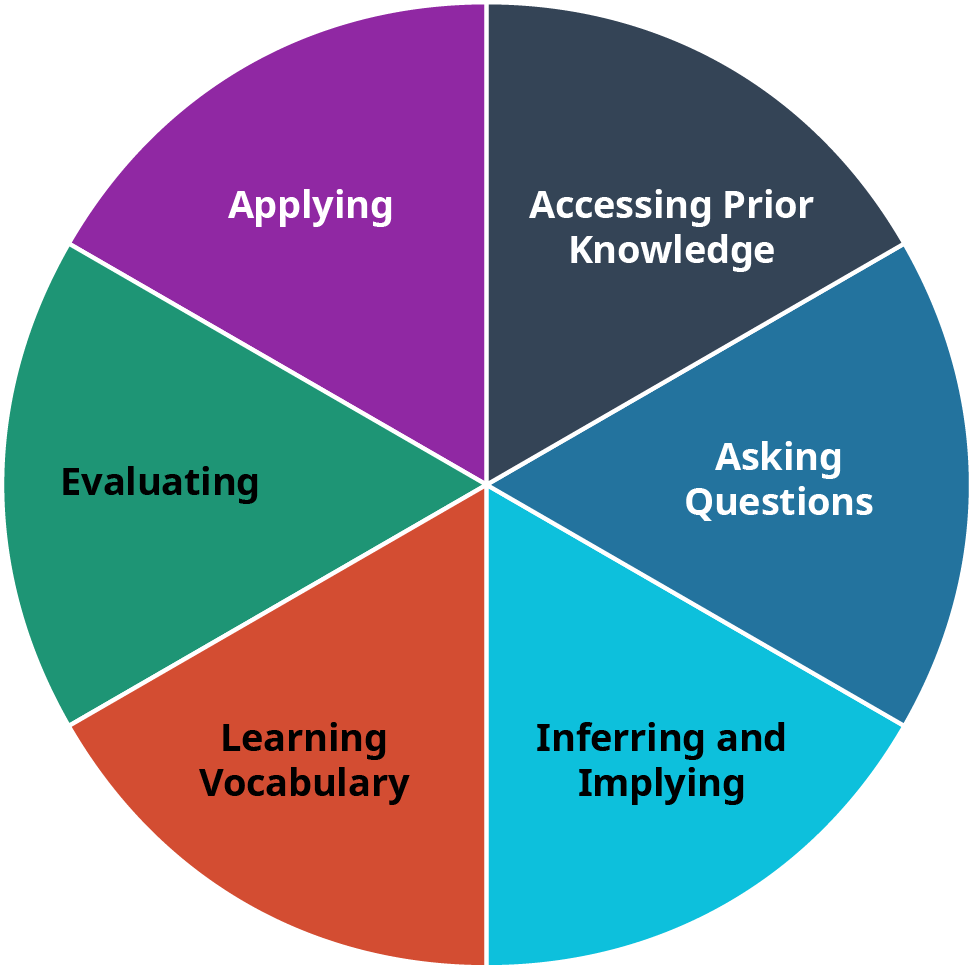 Applying
Accessing Prior
Knowledge
Asking
Questions
Inferring and
Implying
Learning
Vocabulary
Evaluating